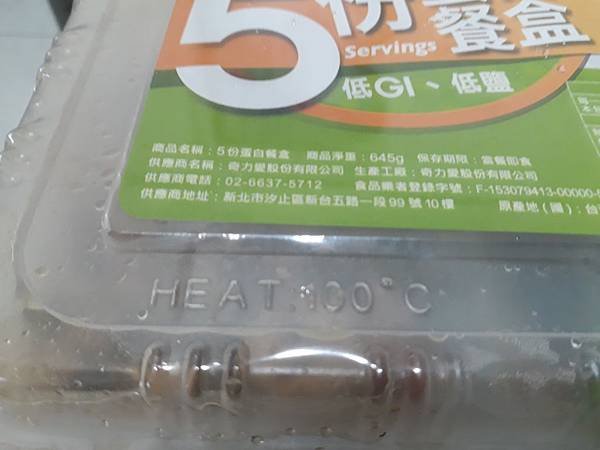 5份
Servings 餐盒
低GI、低鹽
商品名稱：5份蛋白餐盒 商品淨重：645g 保存期限：當餐即食
供應商名稱：奇力愛股份有限公司 生產工廠：奇力愛股份有限公司
供應商電話：02-6637-5712 食品業者登錄字號：F-153079413-00000-
供應商地址：新北市汐止區新台五路一段99號10樓 原產地(國)：台
HEAT.100°C